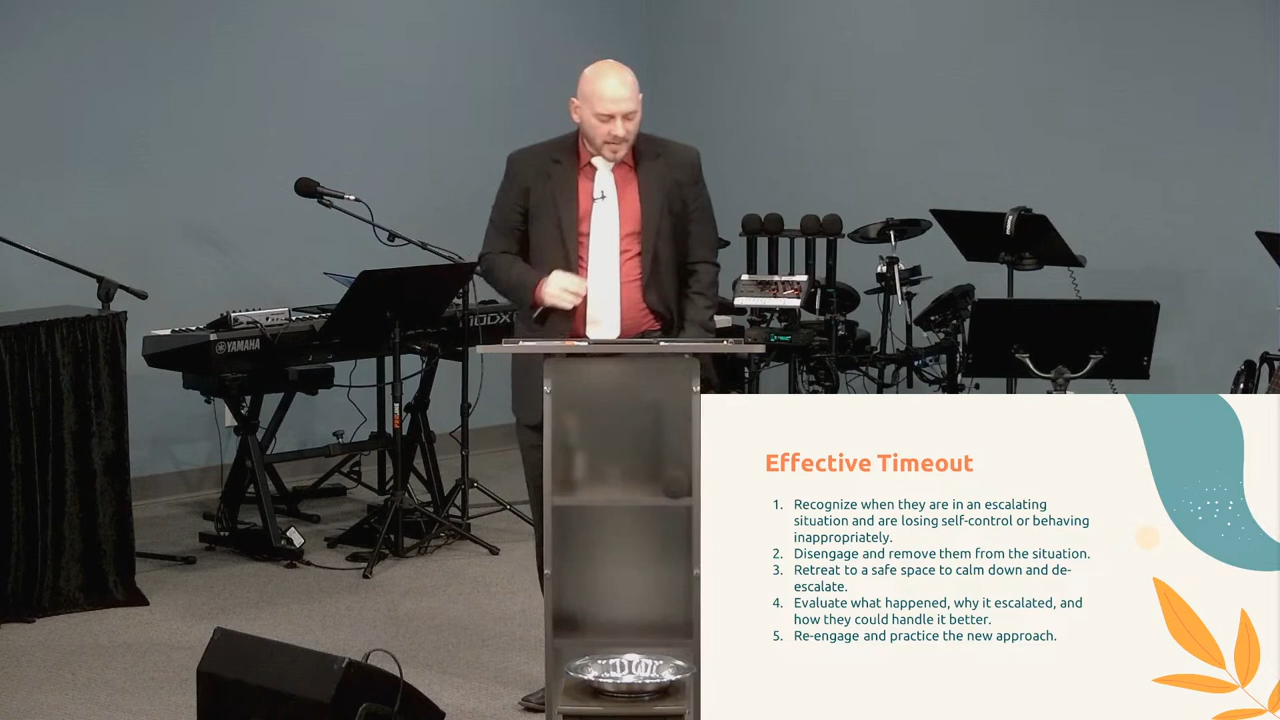 YAMAHA
Effective Timeout
1. Recognize when they are in an escalating
situation and are losing self-control or behaving
inappropriately.
2. Disengage and remove them from the situation.
3. Retreat to a safe space to calm down and de-
escalate.
4. Evaluate what happened, why it escalated, and
how they could handle it better.
5. Re-engage and practice the new approach.